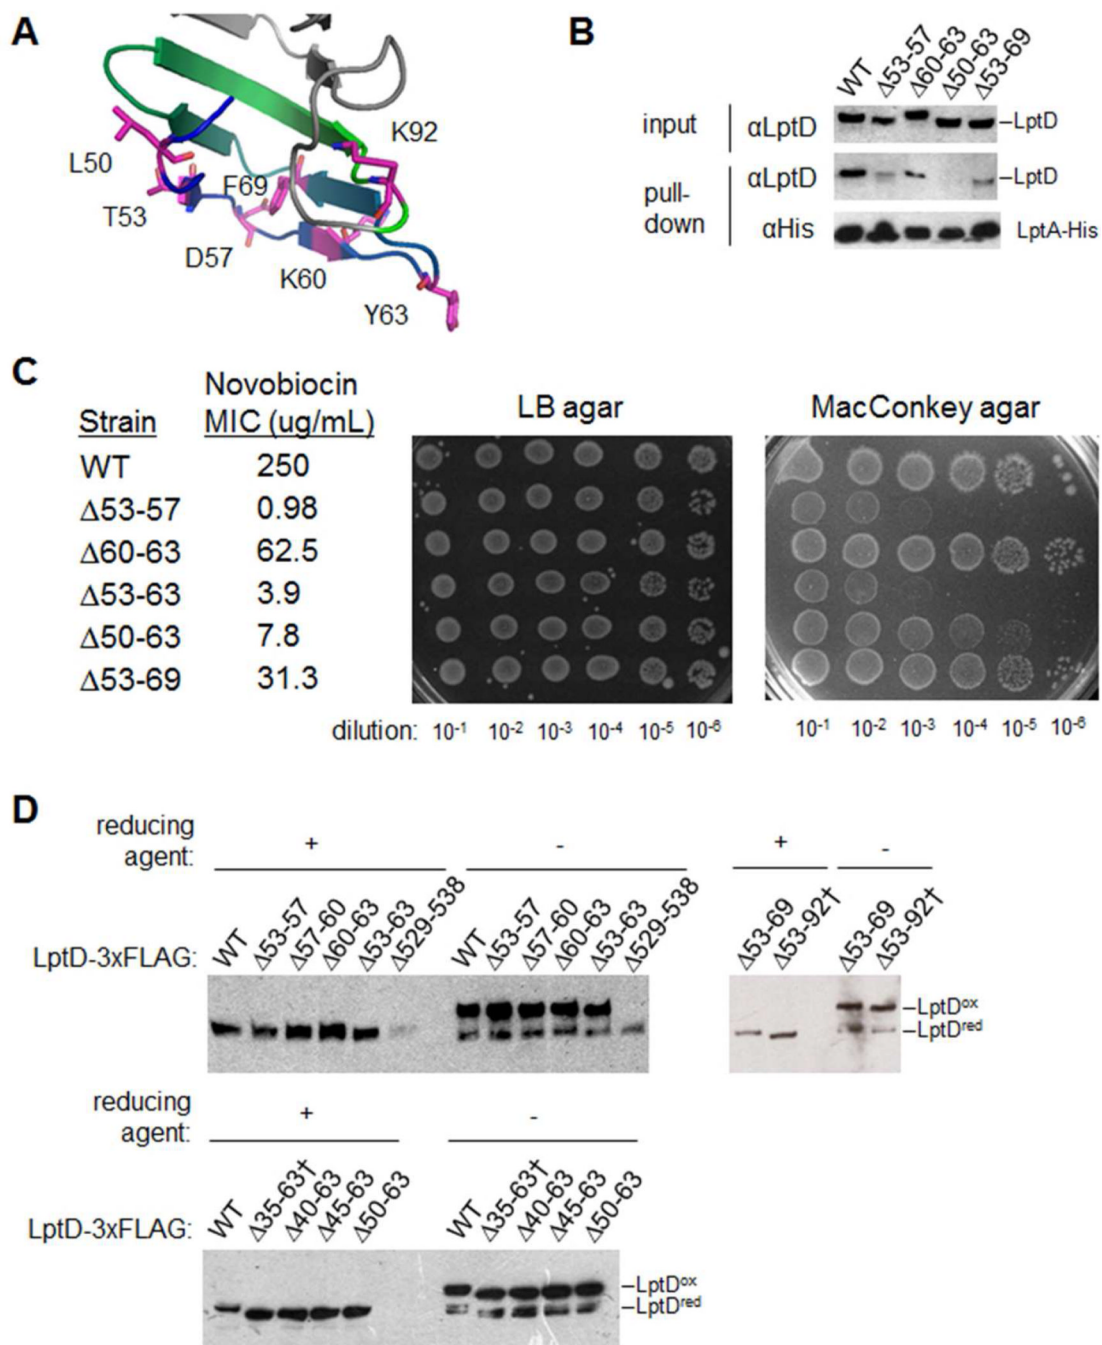 A
L50
T53
F69
D57
K60
K92
Y63
B
WT Δ53-57 Δ60-63 Δ50-63 Δ53-69
input αLptD –LptD
pull-down αLptD –LptD
αHis LptA-His
C
Strain Novobiocin MIC (ug/mL)
WT 250
Δ53-57 0.98
Δ60-63 62.5
Δ53-63 3.9
Δ50-63 7.8
Δ53-69 31.3
LB agar
MacConkey agar
dilution: 10⁻¹ 10⁻² 10⁻³ 10⁻⁴ 10⁻⁵ 10⁻⁶
10⁻¹ 10⁻² 10⁻³ 10⁻⁴ 10⁻⁵ 10⁻⁶
D
reducing agent: + - + -
LptD-3xFLAG: WT Δ53-57 Δ57-60 Δ60-63 Δ53-63 Δ529-538 WT Δ53-57 Δ57-60 Δ60-63 Δ53-63 Δ529-538
Δ53-69 Δ53-92† Δ53-69 Δ53-92†
–LptDᵒˣ
–LptDʳᵉᵈ
reducing agent: + -
LptD-3xFLAG: WT Δ35-63† Δ40-63 Δ45-63 Δ50-63 WT Δ35-63† Δ40-63 Δ45-63 Δ50-63
–LptDᵒˣ
–LptDʳᵉᵈ